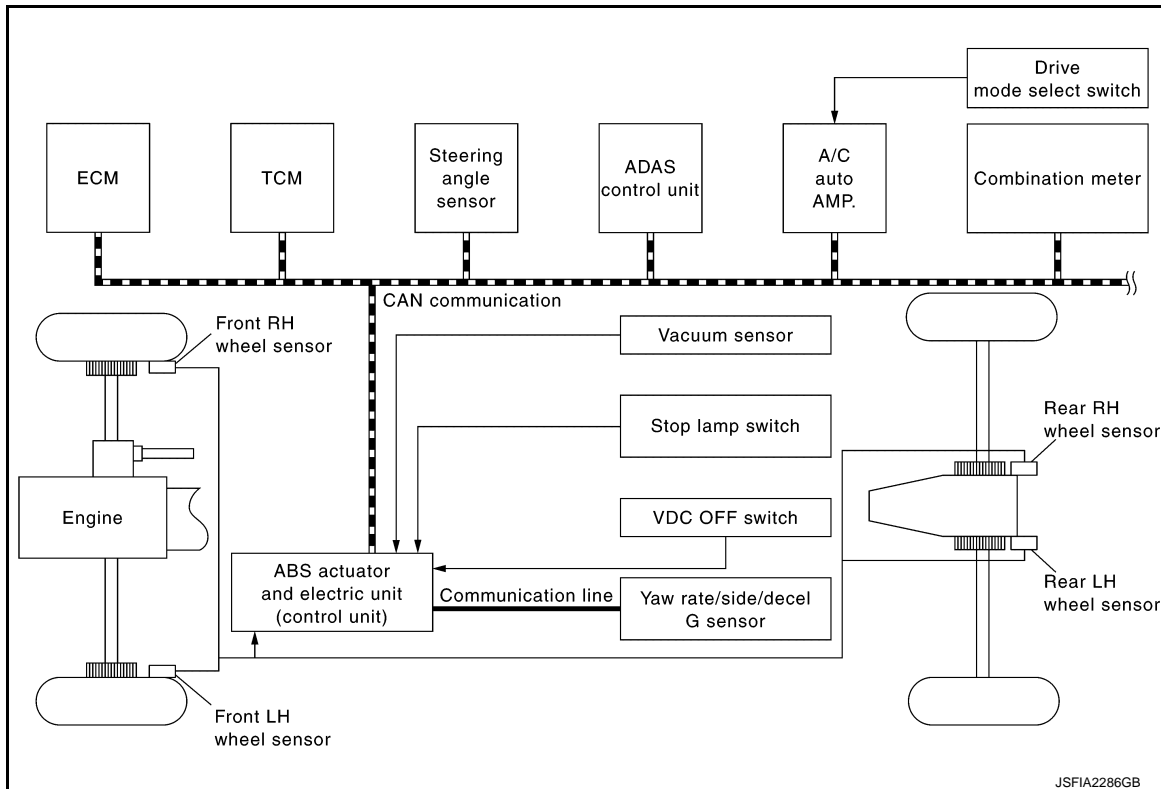 Drive
mode select switch
ECM
TCM
Steering
angle
sensor
ADAS
control unit
A/C
auto
AMP.
Combination meter
CAN communication
Front RH
wheel sensor
Vacuum sensor
Stop lamp switch
Rear RH
wheel sensor
Engine
VDC OFF switch
ABS actuator
and electric unit
(control unit)
Communication line
Yaw rate/side/decel
G sensor
Rear LH
wheel sensor
Front LH
wheel sensor
JSFIA2286GB